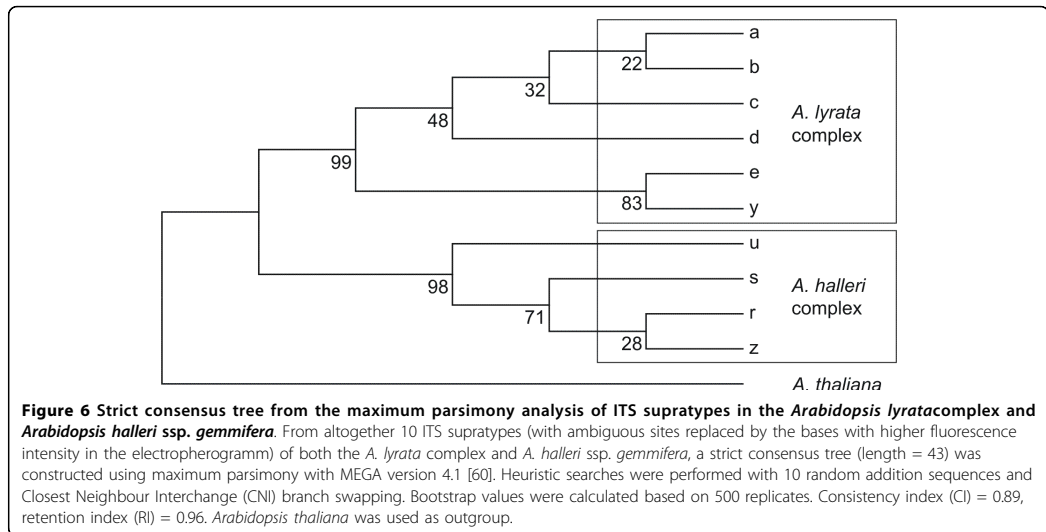 a
22
b
32
c
A. lyrata
complex
48
d
99
e
83
y
u
98
s
A. halleri
complex
71
r
28
z
A. thaliana
Figure 6 Strict consensus tree from the maximum parsimony analysis of ITS supratypes in the Arabidopsis lyratacomplex and
Arabidopsis halleri ssp. gemmifera. From altogether 10 ITS supratypes (with ambiguous sites replaced by the bases with higher fluorescence
intensity in the electropherogramm) of both the A. lyrata complex and A. halleri ssp. gemmifera, a strict consensus tree (length = 43) was
constructed using maximum parsimony with MEGA version 4.1 [60]. Heuristic searches were performed with 10 random addition sequences and
Closest Neighbour Interchange (CNI) branch swapping. Bootstrap values were calculated based on 500 replicates. Consistency index (CI) = 0.89,
retention index (RI) = 0.96. Arabidopsis thaliana was used as outgroup.